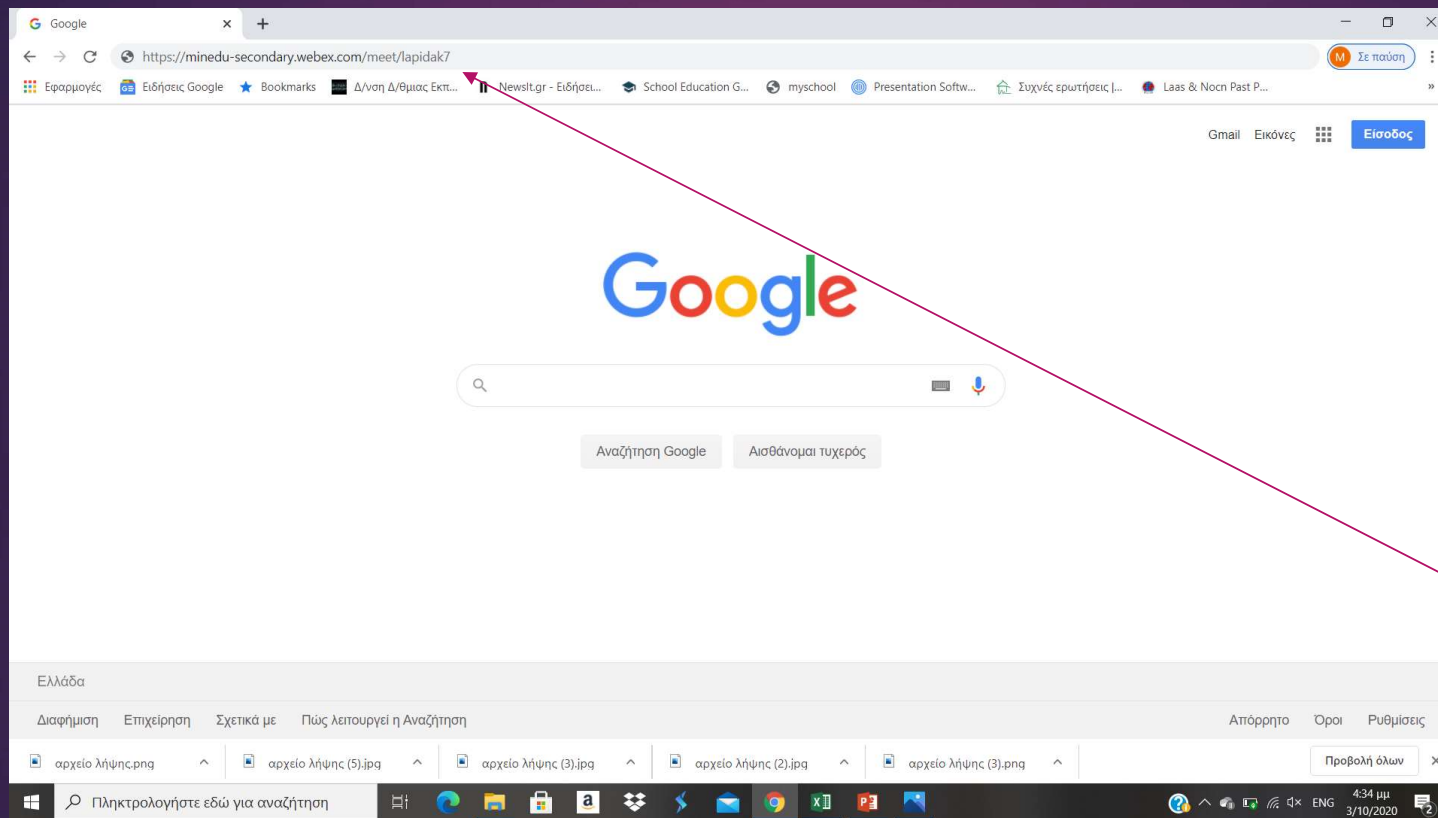 Google
https://minedu-secondary.webex.com/meet/lapidak7
M Σε παύση
Εφαρμογές Ειδήσεις Google Bookmarks Δ/νση Δ/θμιας Εκπ... NewsIt.gr - Ειδήσει... School Education G... myschool Presentation Softw... Συχνές ερωτήσεις |... Laas & Nocn Past P... »
Gmail Εικόνες Είσοδος
Google
Αναζήτηση Google Αισθάνομαι τυχερός
Ελλάδα
Διαφήμιση Επιχείρηση Σχετικά με Πώς λειτουργεί η Αναζήτηση Απόρρητο Όροι Ρυθμίσεις
αρχείο λήψης.png αρχείο λήψης (5).jpg αρχείο λήψης (3).jpg αρχείο λήψης (2).jpg αρχείο λήψης (3).png Προβολή όλων
Πληκτρολογήστε εδώ για αναζήτηση ENG 4:34 μμ
3/10/2020